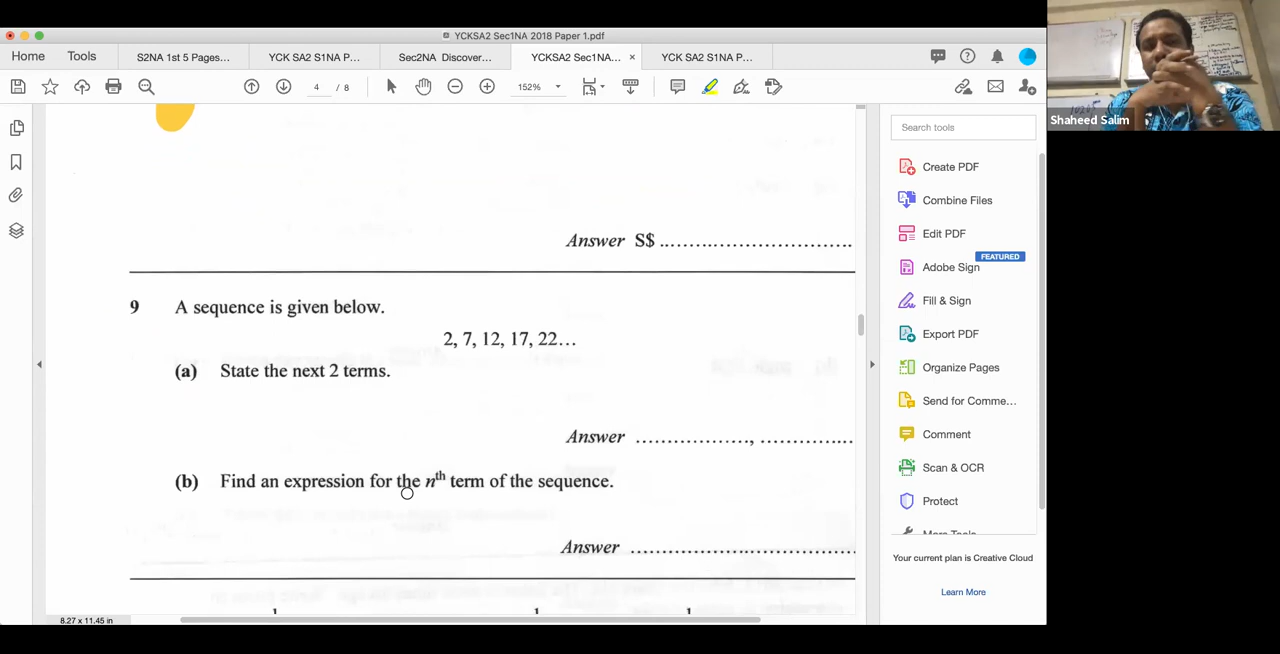 YCKSA2 Sec1NA 2018 Paper 1.pdf
Home
Tools
S2NA 1st 5 Pages...
YCK SA2 S1NA P...
Sec2NA Discover...
YCKSA2 Sec1NA... ×
YCK SA2 S1NA P...
4 / 8
152%
Shaheed Salim
Search tools
Create PDF
Combine Files
Edit PDF
FEATURED
Adobe Sign
Fill & Sign
Export PDF
Organize Pages
Send for Comme...
Comment
Scan & OCR
Protect
More Tools
Your current plan is Creative Cloud
Learn More
Answer S$ ....................................
9 A sequence is given below.
2, 7, 12, 17, 22…
(a) State the next 2 terms.
Answer .................., ...............
(b) Find an expression for the nth term of the sequence.
Answer ........................................
8.27 x 11.45 in